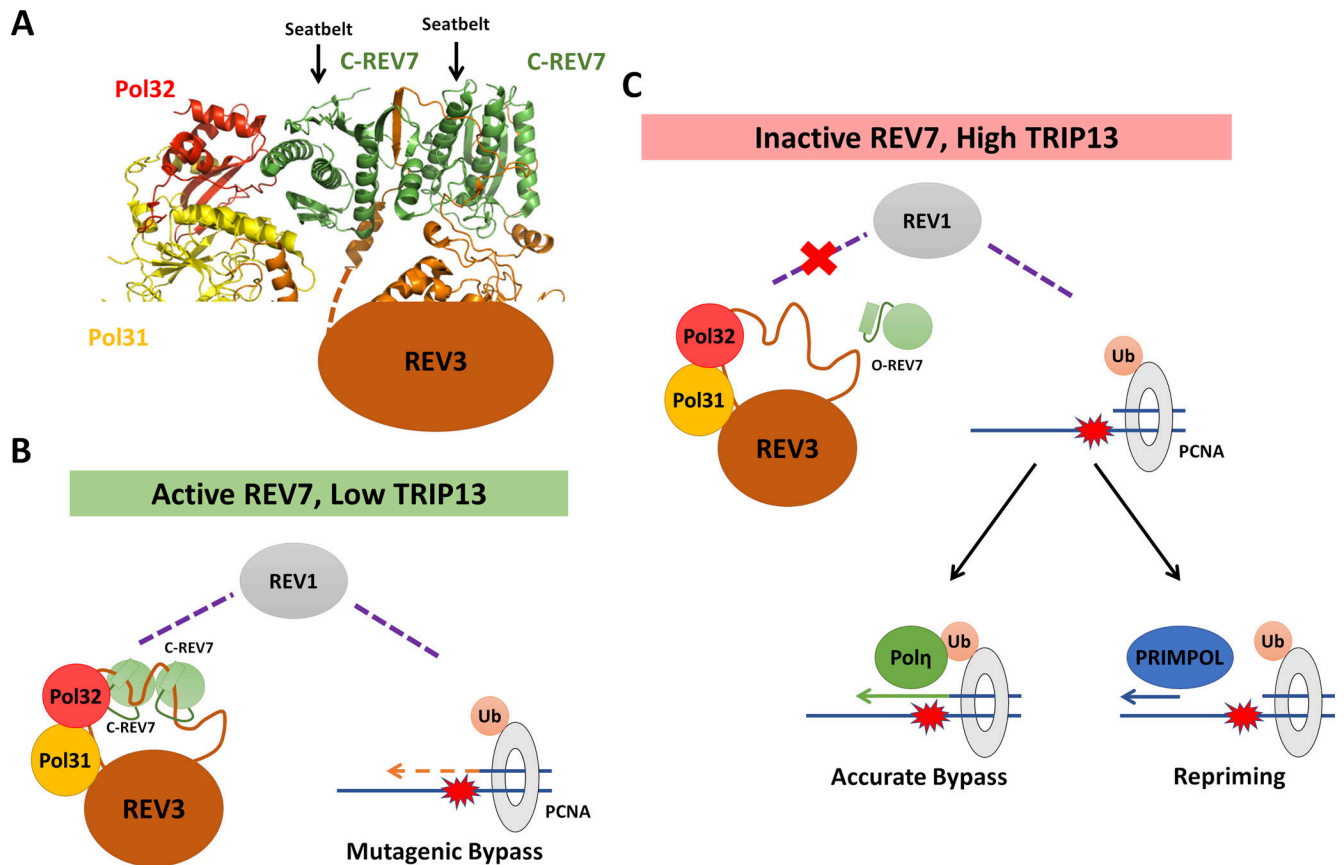 A
Seatbelt
Seatbelt
C-REV7
C-REV7
Pol32
Pol31
REV3
B
Active REV7, Low TRIP13
REV1
C-REV7
Pol32
C-REV7
Pol31
REV3
Ub
PCNA
Mutagenic Bypass
C
Inactive REV7, High TRIP13
REV1
Pol32
O-REV7
Pol31
REV3
Ub
PCNA
Polη
Ub
Accurate Bypass
PRIMPOL
Ub
Repriming